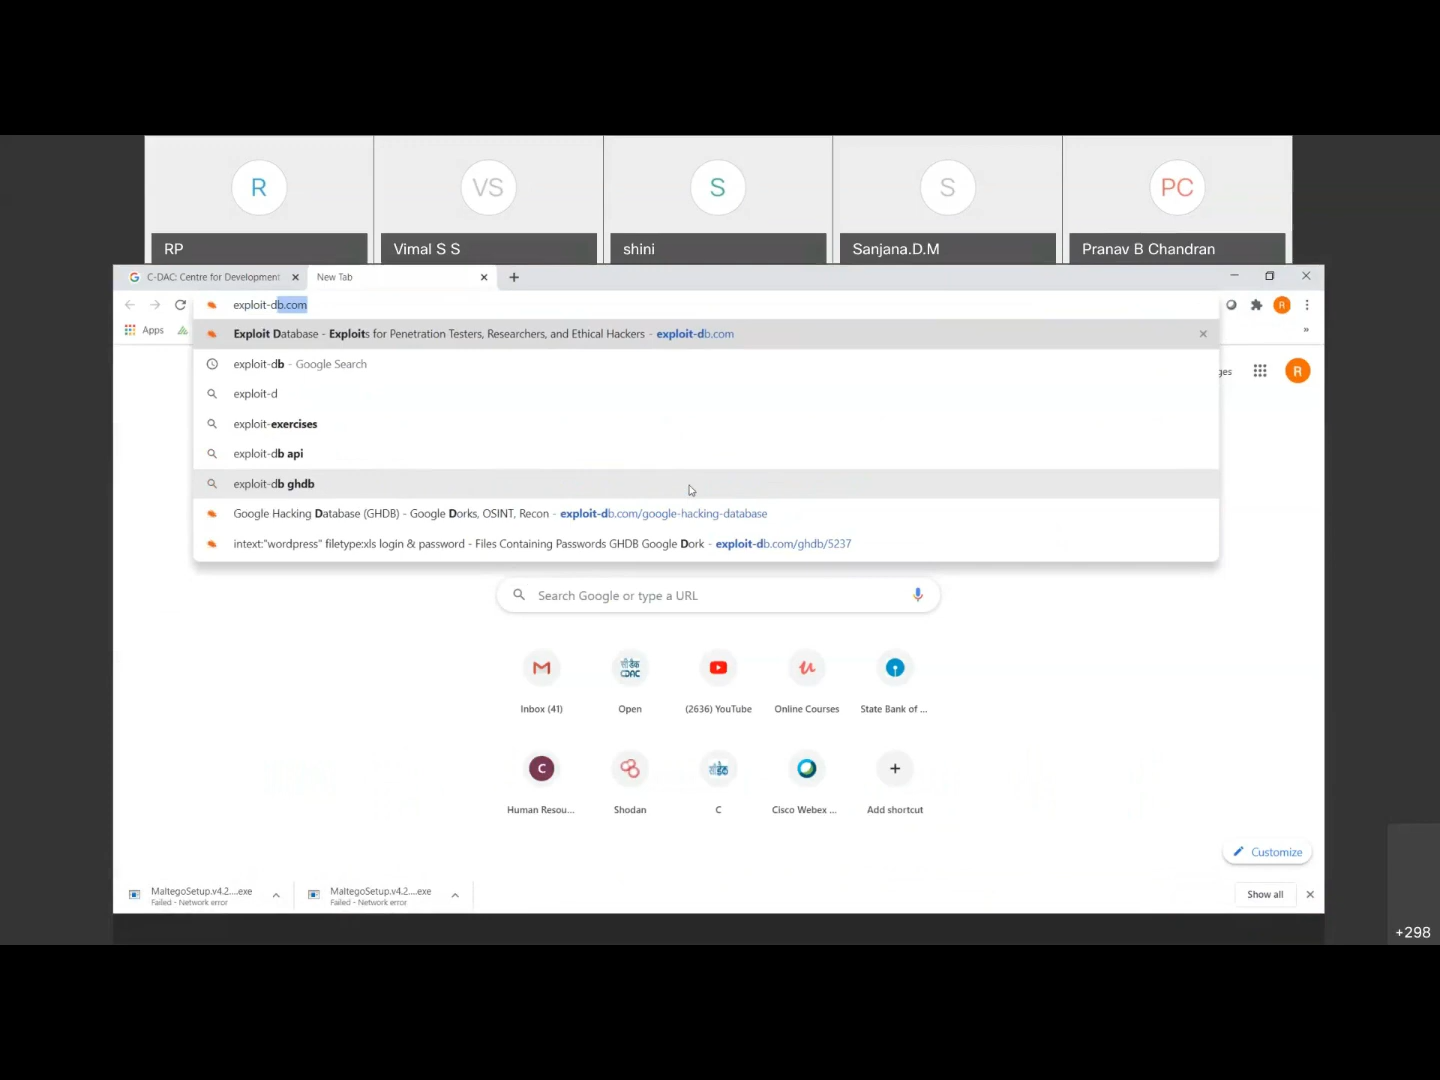 R
VS
S
S
PC
RP
Vimal S S
shini
Sanjana.D.M
Pranav B Chandran
C-DAC: Centre for Development
New Tab
exploit-db.com
Apps
Exploit Database - Exploits for Penetration Testers, Researchers, and Ethical Hackers - exploit-db.com
exploit-db - Google Search
exploit-d
exploit-exercises
exploit-db api
exploit-db ghdb
Google Hacking Database (GHDB) - Google Dorks, OSINT, Recon - exploit-db.com/google-hacking-database
intext:"wordpress" filetype:xls login & password - Files Containing Passwords GHDB Google Dork - exploit-db.com/ghdb/5237
R
ges
R
Search Google or type a URL
सी डैक
CDAC
Inbox (41)
Open
(2636) YouTube
Online Courses
State Bank of ...
C
सी डैक
Human Resou...
Shodan
C
Cisco Webex ...
Add shortcut
Customize
MaltegoSetup.v4.2....exe
Failed - Network error
MaltegoSetup.v4.2....exe
Failed - Network error
Show all
+298